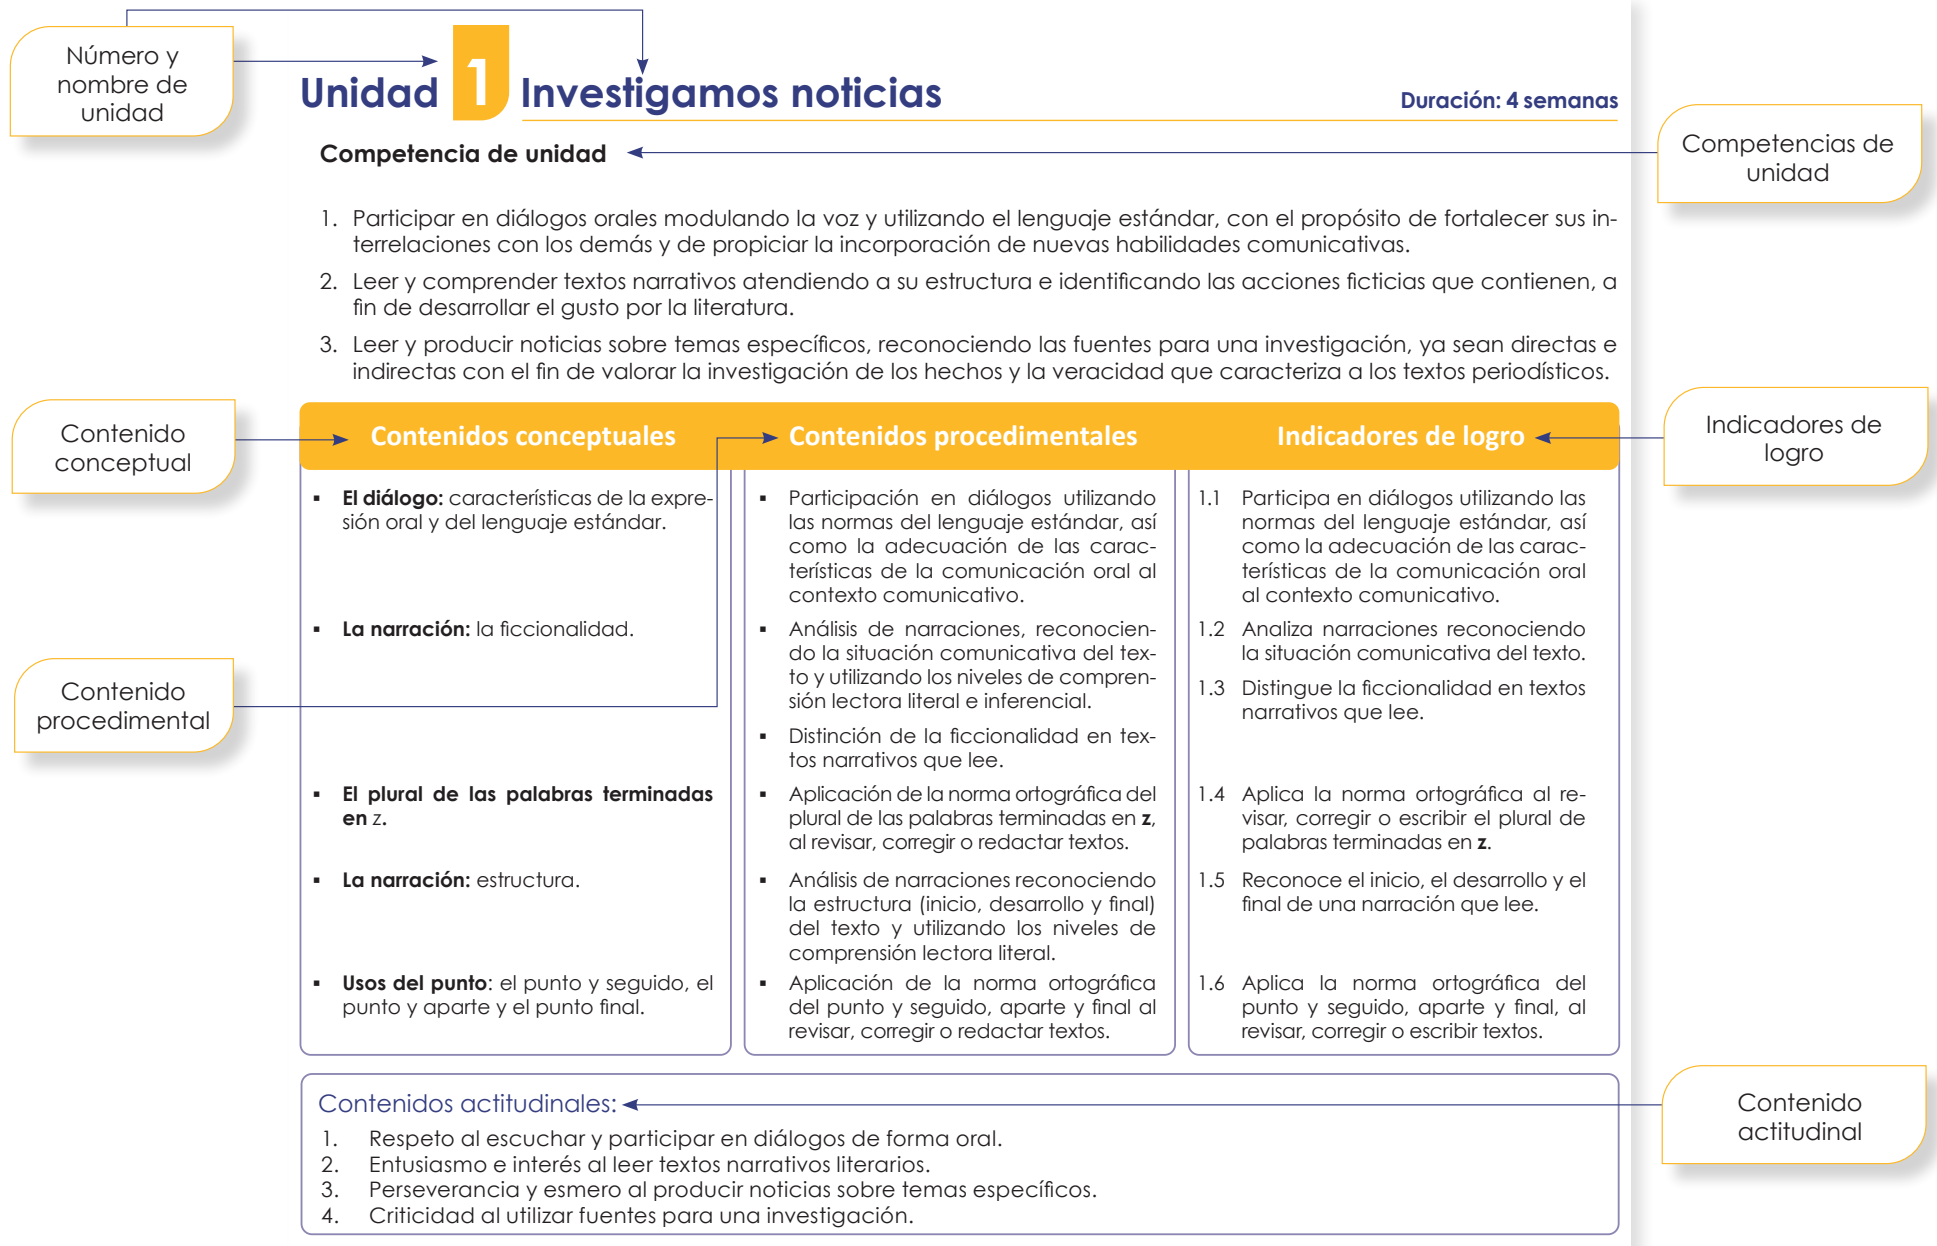 Número y
nombre de
unidad
Unidad 1 Investigamos noticias
Duración: 4 semanas
Competencia de unidad
Competencias de
unidad
1. Participar en diálogos orales modulando la voz y utilizando el lenguaje estándar, con el propósito de fortalecer sus in-
terrelaciones con los demás y de propiciar la incorporación de nuevas habilidades comunicativas.
2. Leer y comprender textos narrativos atendiendo a su estructura e identificando las acciones ficticias que contienen, a
fin de desarrollar el gusto por la literatura.
3. Leer y producir noticias sobre temas específicos, reconociendo las fuentes para una investigación, ya sean directas e
indirectas con el fin de valorar la investigación de los hechos y la veracidad que caracteriza a los textos periodísticos.
Contenido
conceptual
Contenido
procedimental
Contenidos conceptuales
▪ El diálogo: características de la expre-
sión oral y del lenguaje estándar.
▪ La narración: la ficcionalidad.
▪ El plural de las palabras terminadas
en z.
▪ La narración: estructura.
▪ Usos del punto: el punto y seguido, el
punto y aparte y el punto final.
Contenidos procedimentales
▪ Participación en diálogos utilizando
las normas del lenguaje estándar, así
como la adecuación de las carac-
terísticas de la comunicación oral al
contexto comunicativo.
▪ Análisis de narraciones, reconocien-
do la situación comunicativa del tex-
to y utilizando los niveles de compren-
sión lectora literal e inferencial.
▪ Distinción de la ficcionalidad en tex-
tos narrativos que lee.
▪ Aplicación de la norma ortográfica del
plural de las palabras terminadas en z,
al revisar, corregir o redactar textos.
▪ Análisis de narraciones reconociendo
la estructura (inicio, desarrollo y final)
del texto y utilizando los niveles de
comprensión lectora literal.
▪ Aplicación de la norma ortográfica
del punto y seguido, aparte y final al
revisar, corregir o redactar textos.
Indicadores de logro
1.1 Participa en diálogos utilizando las
normas del lenguaje estándar, así
como la adecuación de las carac-
terísticas de la comunicación oral
al contexto comunicativo.
1.2 Analiza narraciones reconociendo
la situación comunicativa del texto.
1.3 Distingue la ficcionalidad en textos
narrativos que lee.
1.4 Aplica la norma ortográfica al re-
visar, corregir o escribir el plural de
palabras terminadas en z.
1.5 Reconoce el inicio, el desarrollo y el
final de una narración que lee.
1.6 Aplica la norma ortográfica del
punto y seguido, aparte y final, al
revisar, corregir o escribir textos.
Indicadores de
logro
Contenidos actitudinales:
1. Respeto al escuchar y participar en diálogos de forma oral.
2. Entusiasmo e interés al leer textos narrativos literarios.
3. Perseverancia y esmero al producir noticias sobre temas específicos.
4. Criticidad al utilizar fuentes para una investigación.
Contenido
actitudinal